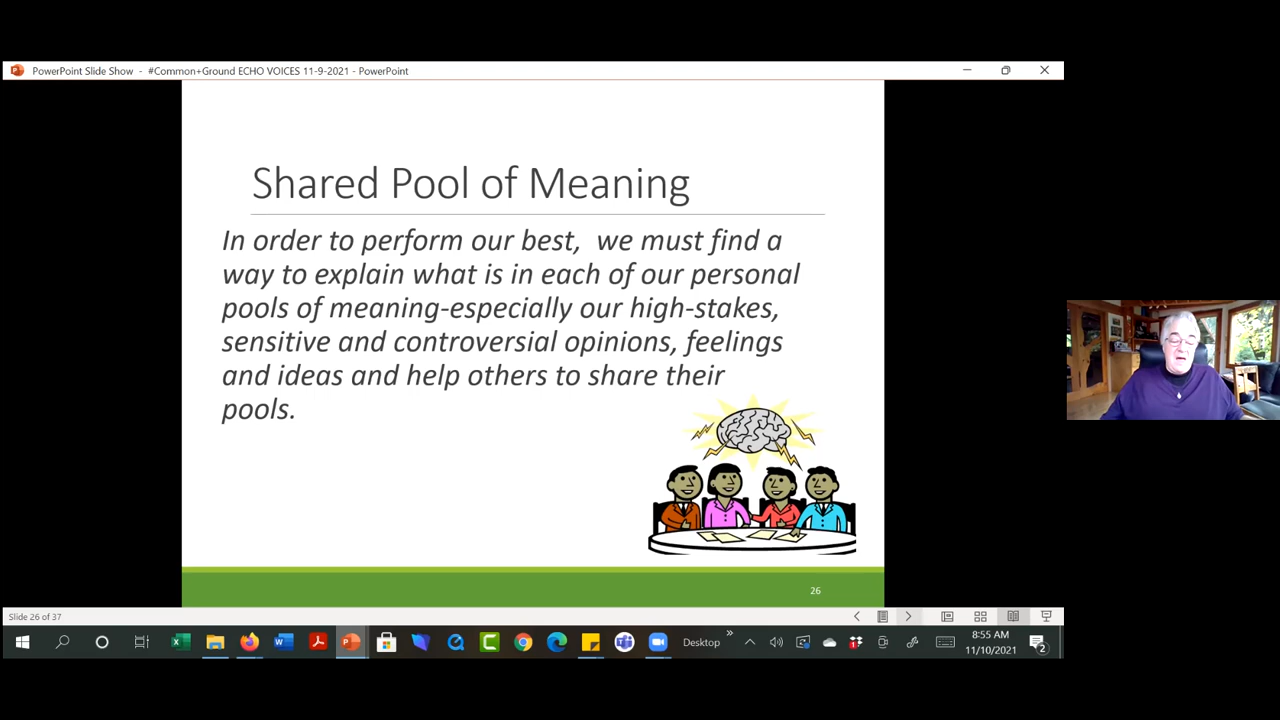 PowerPoint Slide Show - #Common+Ground ECHO VOICES 11-9-2021 - PowerPoint
Shared Pool of Meaning
In order to perform our best,  we must find a
way to explain what is in each of our personal
pools of meaning-especially our high-stakes,
sensitive and controversial opinions, feelings
and ideas and help others to share their
pools.
26
Slide 26 of 37
Desktop
8:55 AM
11/10/2021
2